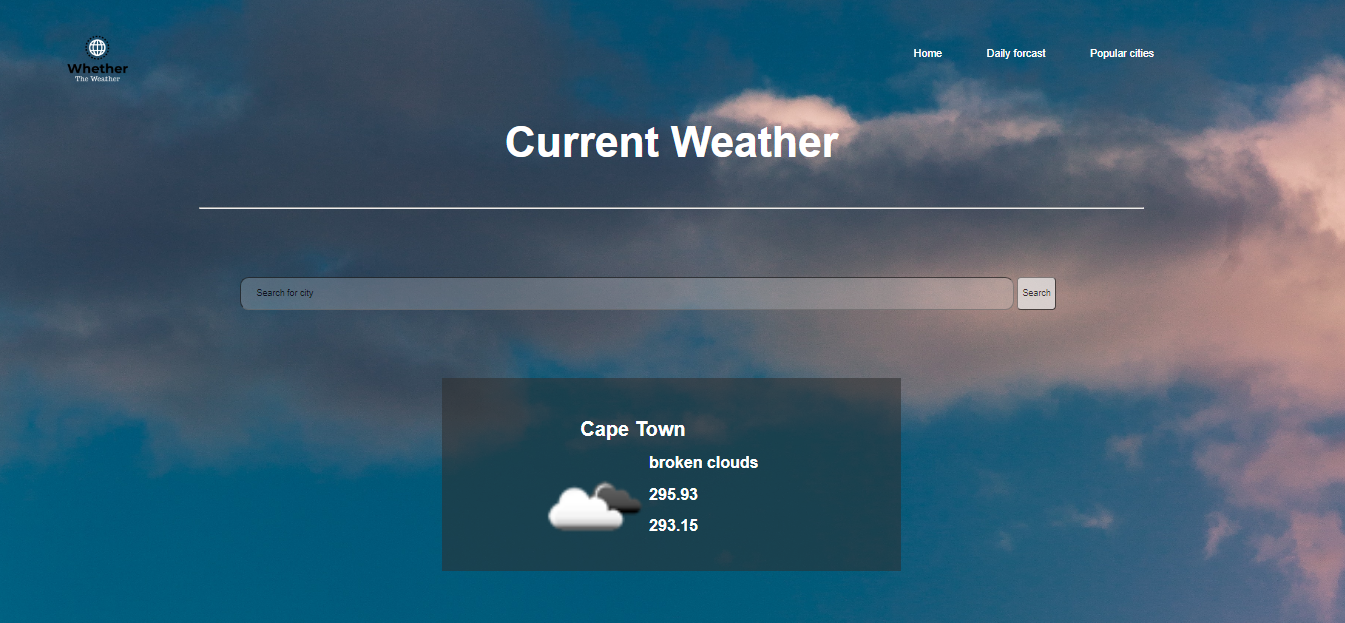 Whether
The Weather
Home Daily forcast Popular cities
Current Weather
Search for city Search
Cape Town
broken clouds
295.93
293.15